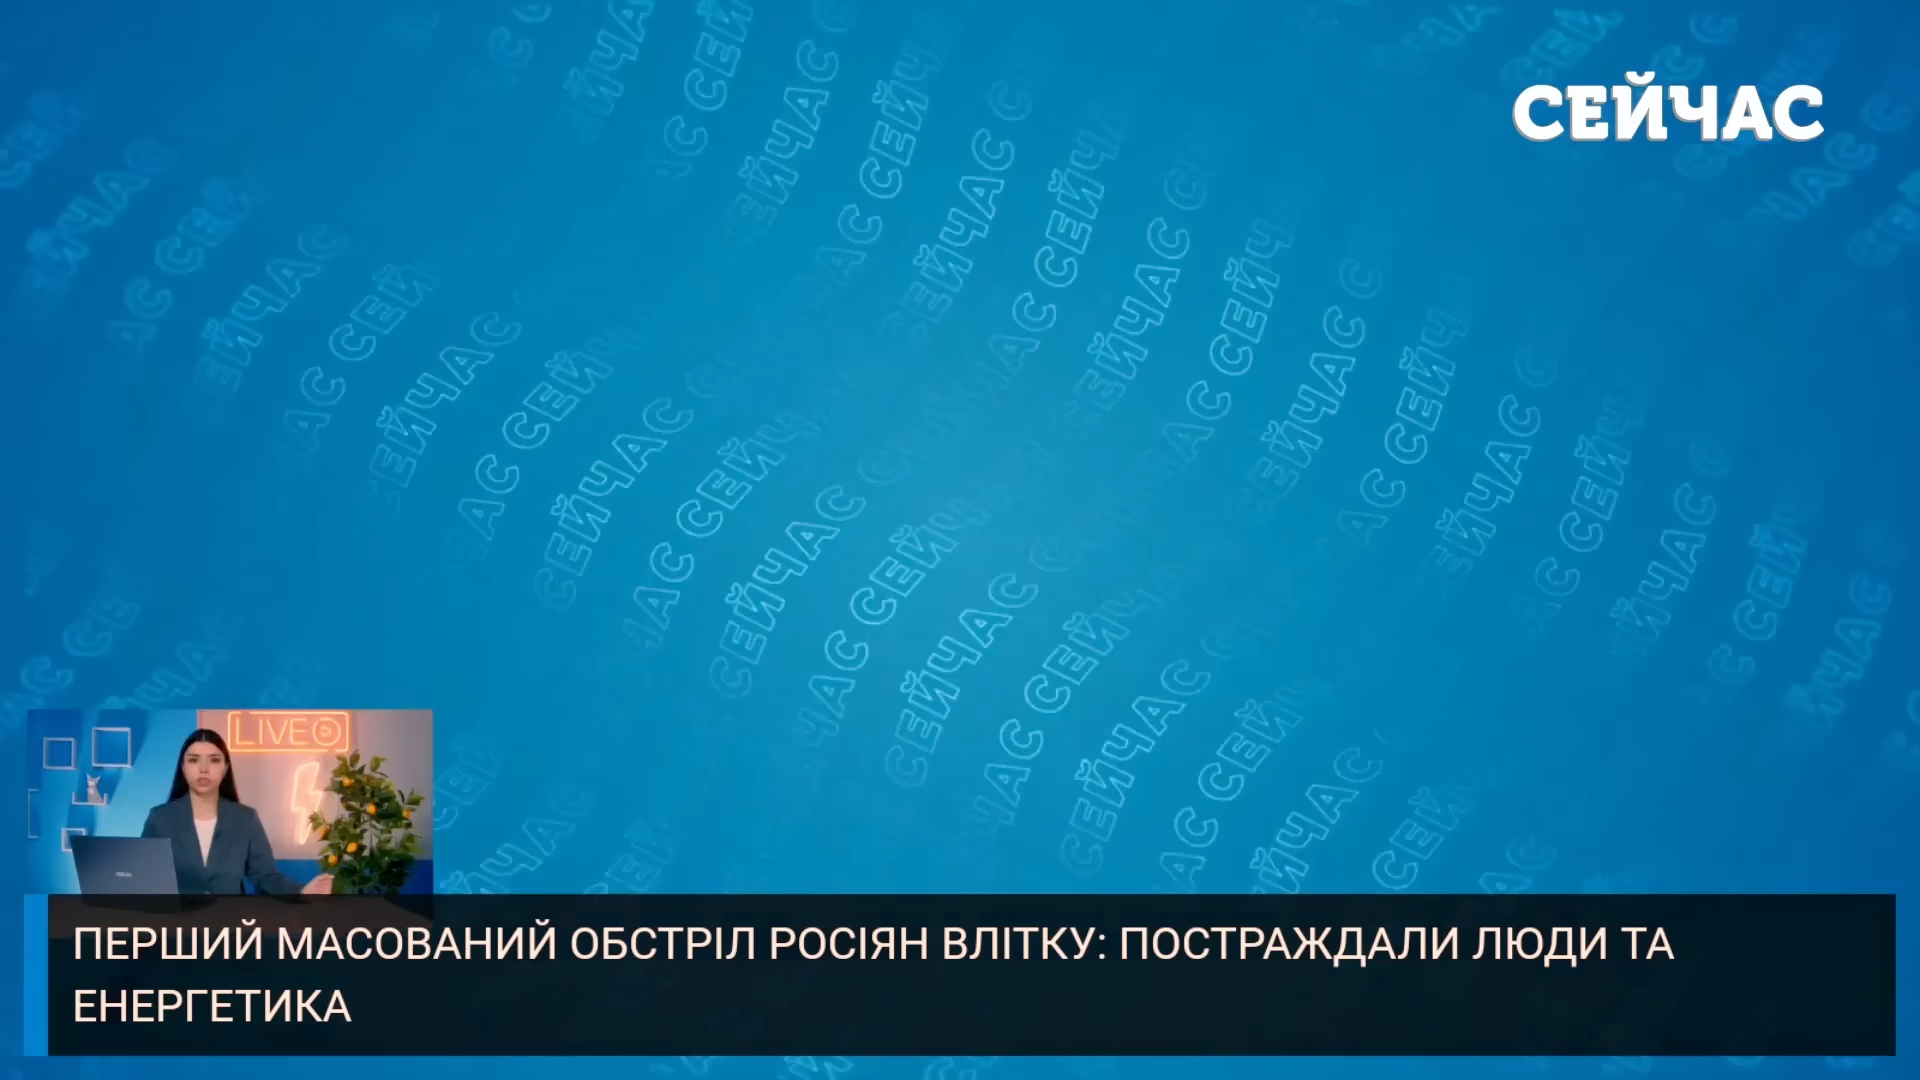 СЕЙЧАС
LIVE
ПЕРШИЙ МАСОВАНИЙ ОБСТРІЛ РОСІЯН ВЛІТКУ: ПОСТРАЖДАЛИ ЛЮДИ ТА
ЕНЕРГЕТИКА